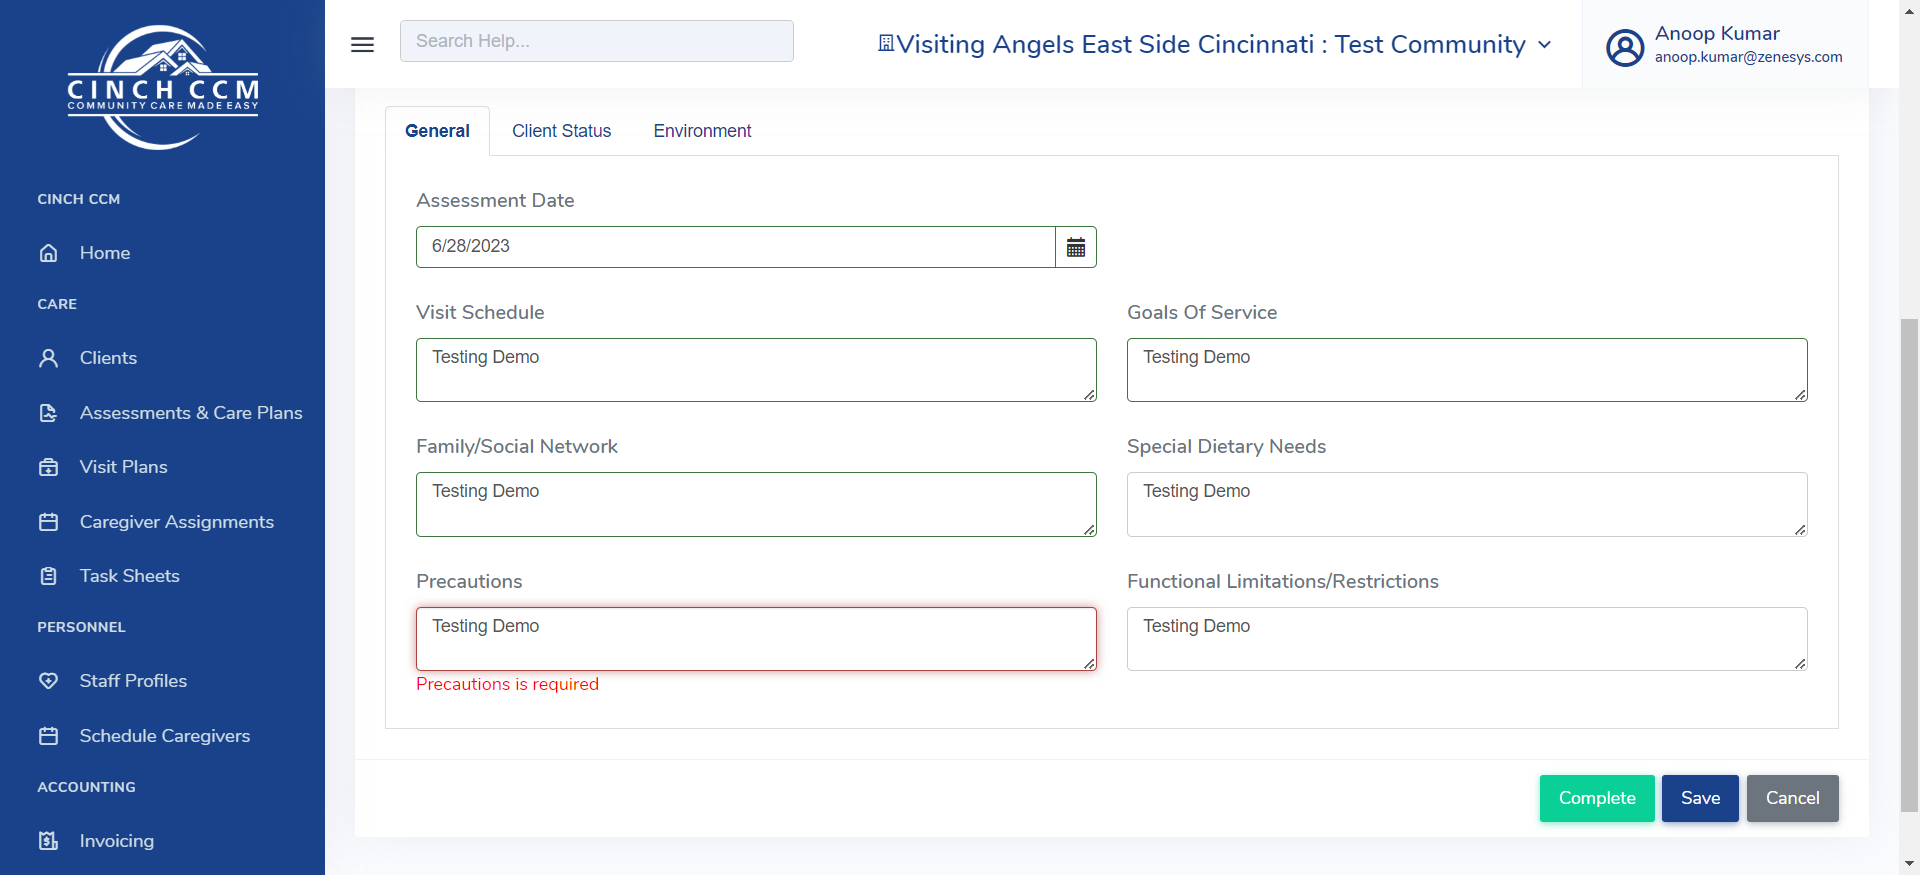 CINCH CCM
COMMUNITY CARE MADE EASY
CINCH CCM
Home
CARE
Clients
Assessments & Care Plans
Visit Plans
Caregiver Assignments
Task Sheets
PERSONNEL
Staff Profiles
Schedule Caregivers
ACCOUNTING
Invoicing
Search Help...
Visiting Angels East Side Cincinnati : Test Community
Anoop Kumar
anoop.kumar@zenesys.com
General Client Status Environment
Assessment Date
6/28/2023
Visit Schedule
Testing Demo
Goals Of Service
Testing Demo
Family/Social Network
Testing Demo
Special Dietary Needs
Testing Demo
Precautions
Testing Demo
Precautions is required
Functional Limitations/Restrictions
Testing Demo
Complete Save Cancel